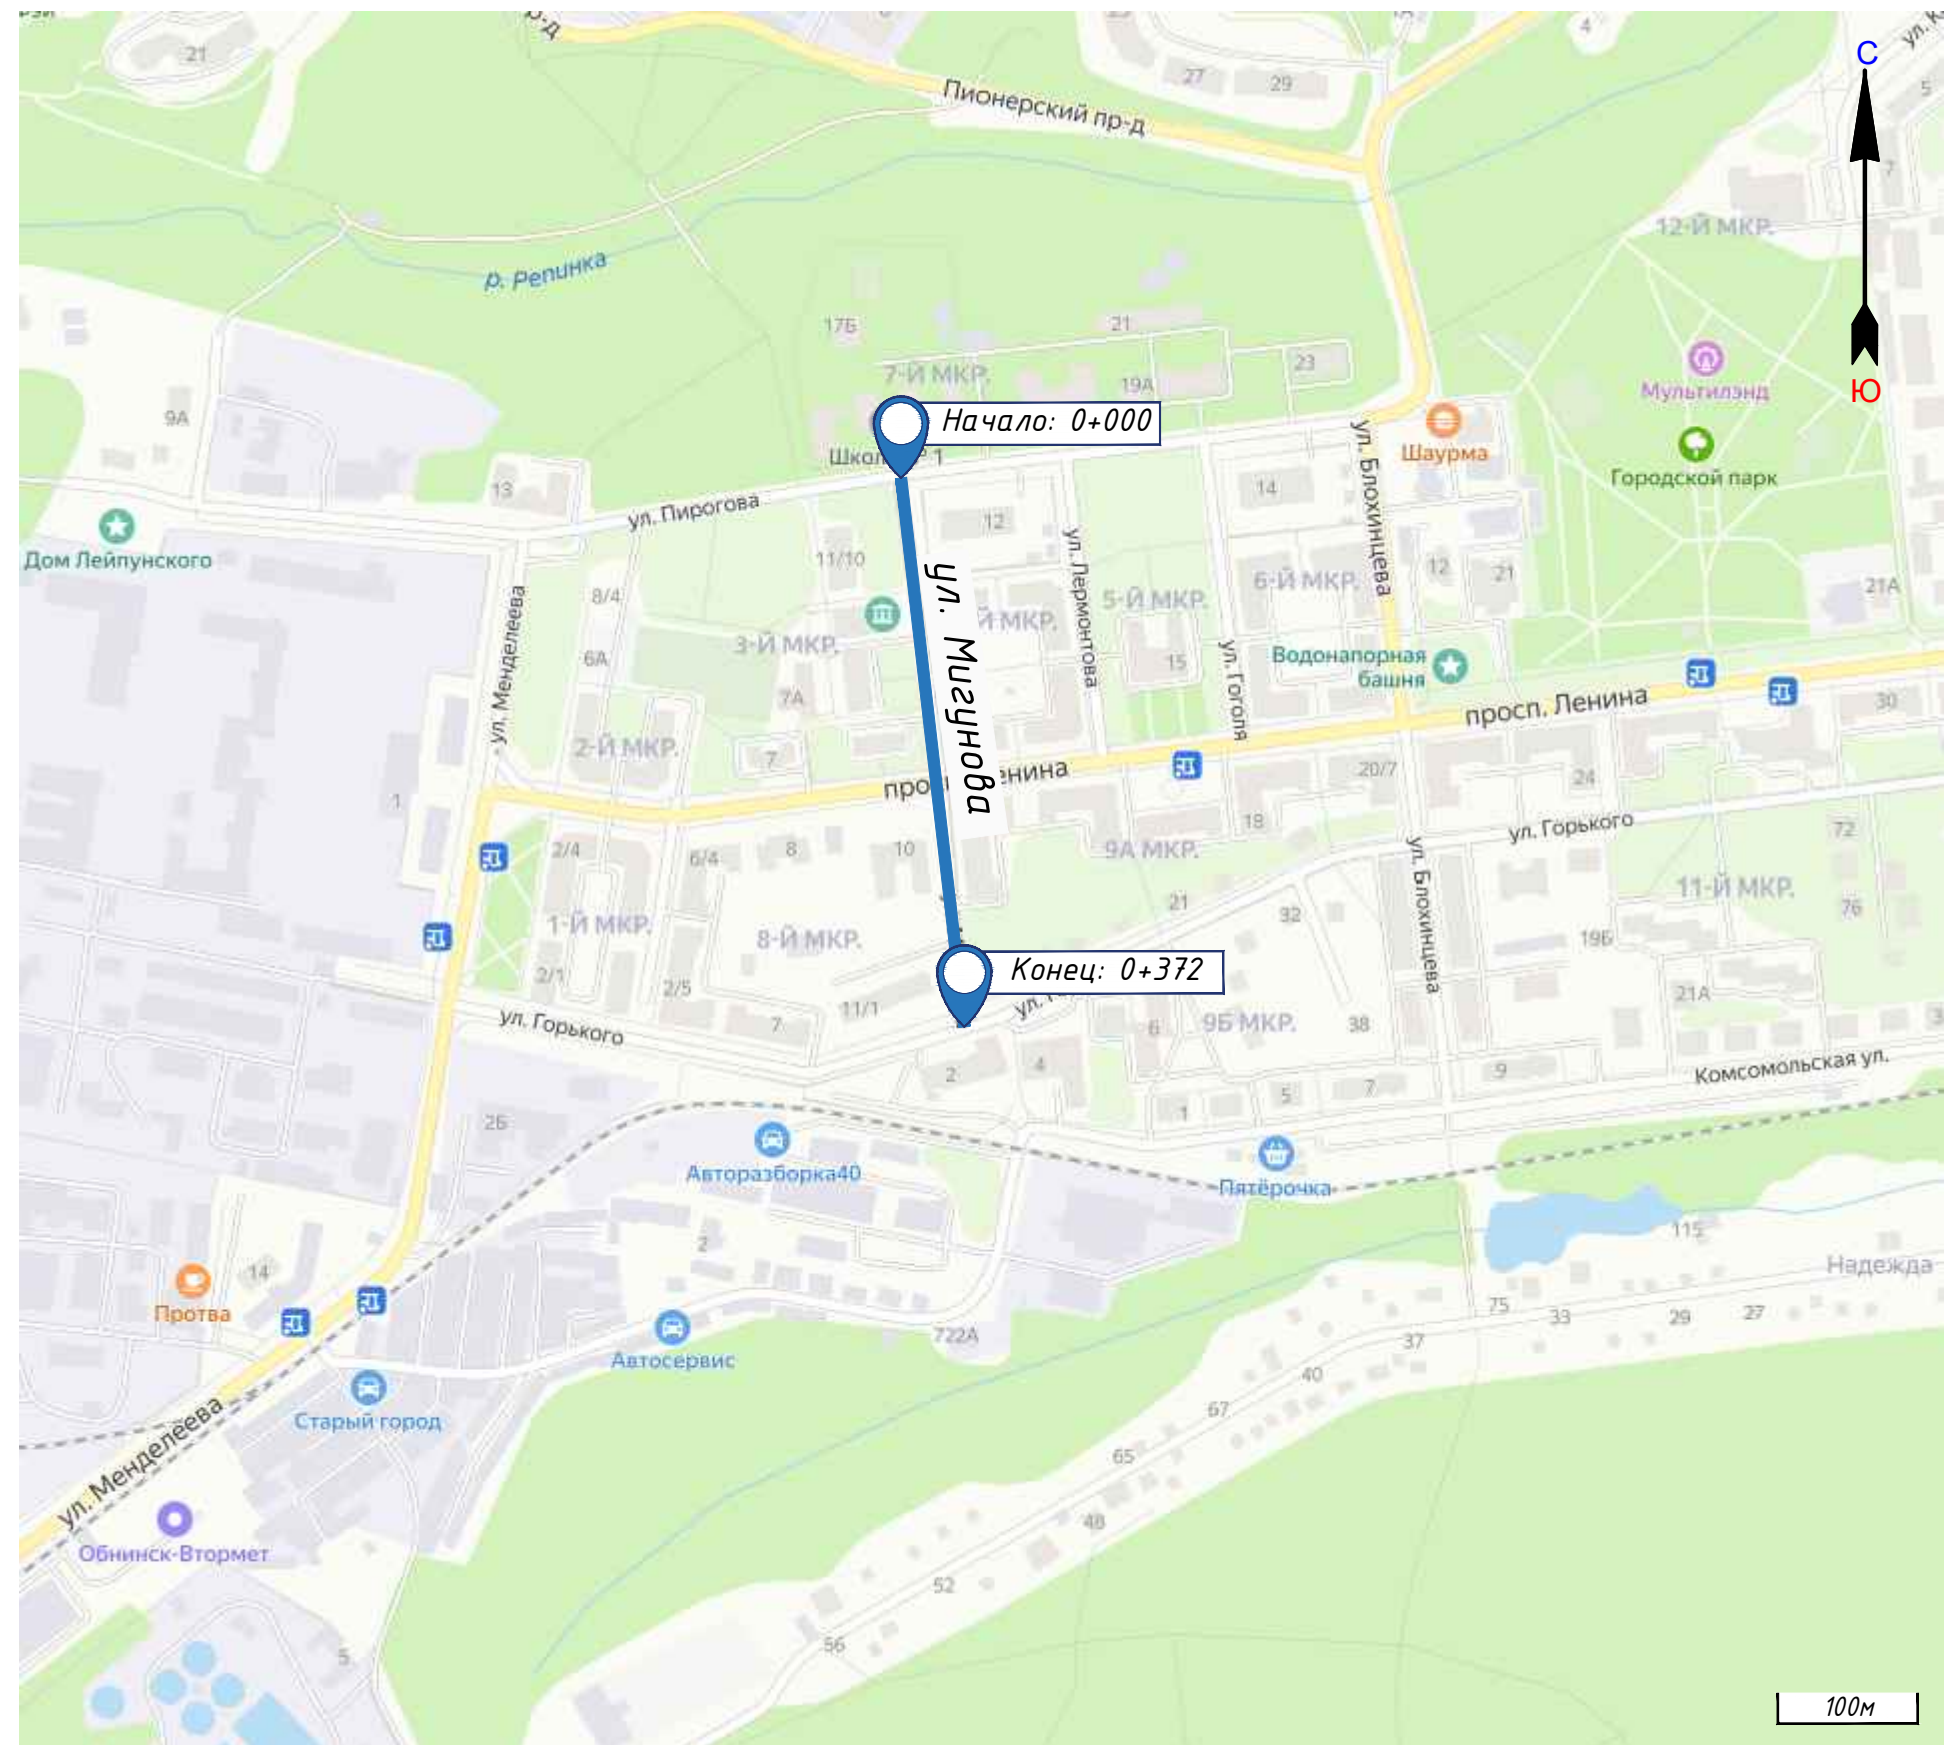 21
27
29
4
С
5
Пионерский пр-д
7
12-Й МКР.
р. Репинка
17Б
21
23
7-Й МКР.
19А
Мультилэнд
Ю
9А
Начало: 0+000
Шаурма
Городской парк
13
14
ул. Пирогова
12
Дом Лейпунского
11/10
ул. Блохинцева
12
21
21А
8/4
6-Й МКР.
5-Й МКР.
ул. Лермонтова
ул. Менделеева
3-Й МКР.
6А
15
Водонапорная
башня
ул. Гоголя
7А
ул. Мигунова
просп. Ленина
30
2-Й МКР.
7
20/7
24
1
18
ул. Горького
72
2/4
6/4
8
10
9А МКР.
21
32
11-Й МКР.
76
1-Й МКР.
8-Й МКР.
ул. Блохинцева
19Б
2/1
2/5
Конец: 0+372
21А
11/1
7
ул. Горького
6
9Б МКР.
38
2
4
5
7
9
Комсомольская ул.
1
2Б
Авторазборка40
Пятёрочка
2
115
Надежда
14
Протва
75
33
29
27
722А
37
Автосервис
40
Старый город
67
65
ул. Менделеева
48
Обнинск-Втормет
52
56
5
100м